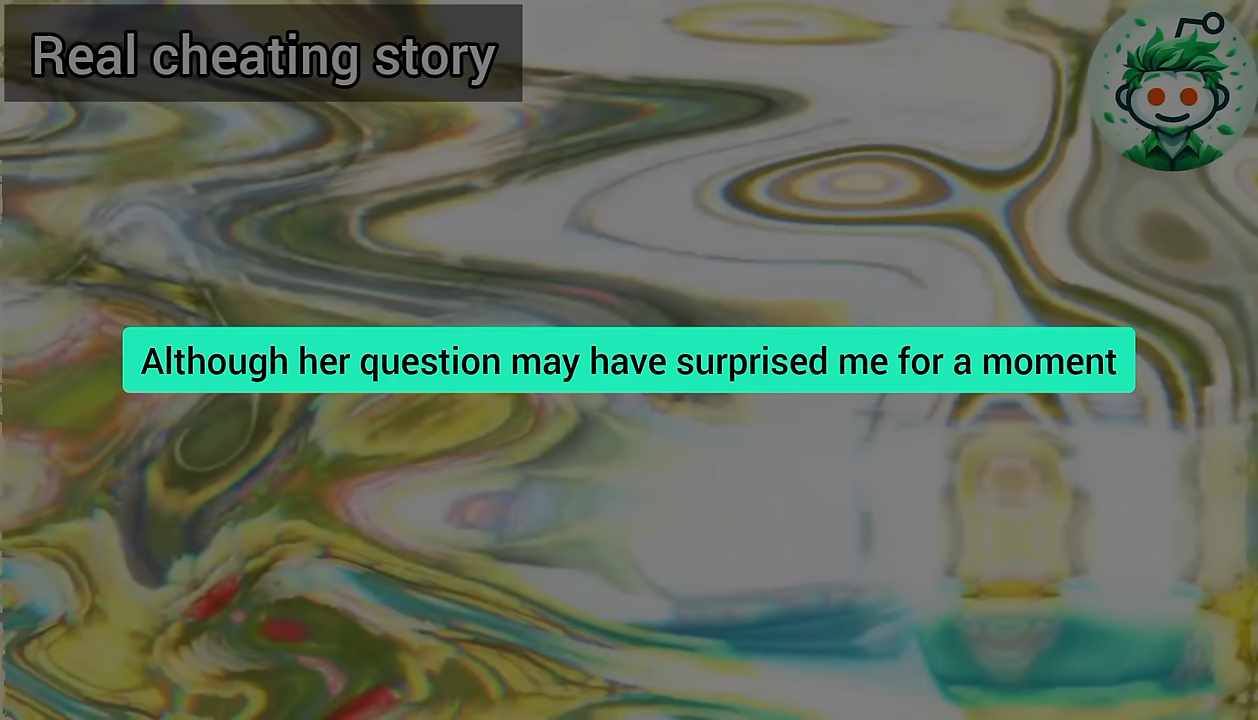 Real cheating story
Although her question may have surprised me for a moment